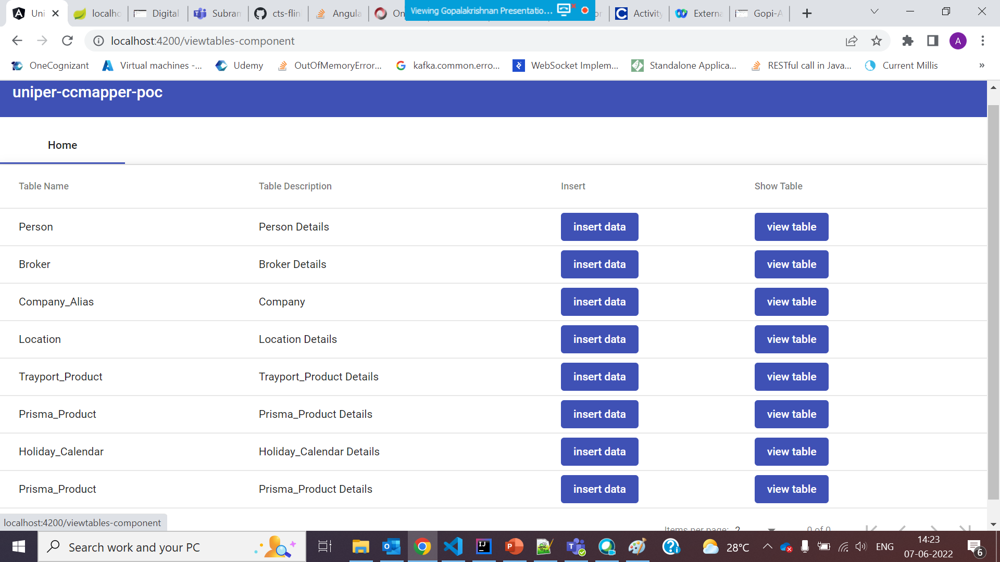 Uni
localho
Digital
Subran
cts-flin
Angula
On
Viewing Gopalakrishnan Presentatio...
or
Activity
Externa
Gopi-A
localhost:4200/viewtables-component
A
OneCognizant
Virtual machines -...
Udemy
OutOfMemoryError...
kafka.common.erro...
WebSocket Implem...
Standalone Applica...
RESTful call in Java...
Current Millis
»
uniper-ccmapper-poc
Home
Table Name Table Description Insert Show Table
Person Person Details insert data view table
Broker Broker Details insert data view table
Company_Alias Company insert data view table
Location Location Details insert data view table
Trayport_Product Trayport_Product Details insert data view table
Prisma_Product Prisma_Product Details insert data view table
Holiday_Calendar Holiday_Calendar Details insert data view table
Prisma_Product Prisma_Product Details insert data view table
localhost:4200/viewtables-component
Items per page: 2 0 of 0
Search work and your PC
28°C
ENG
14:23
07-06-2022
6